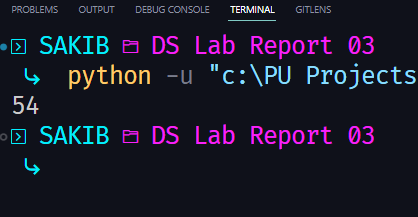 PROBLEMS OUTPUT DEBUG CONSOLE TERMINAL GITLENS
SAKIB DS Lab Report 03
python -u "c:\PU Projects
54
SAKIB DS Lab Report 03